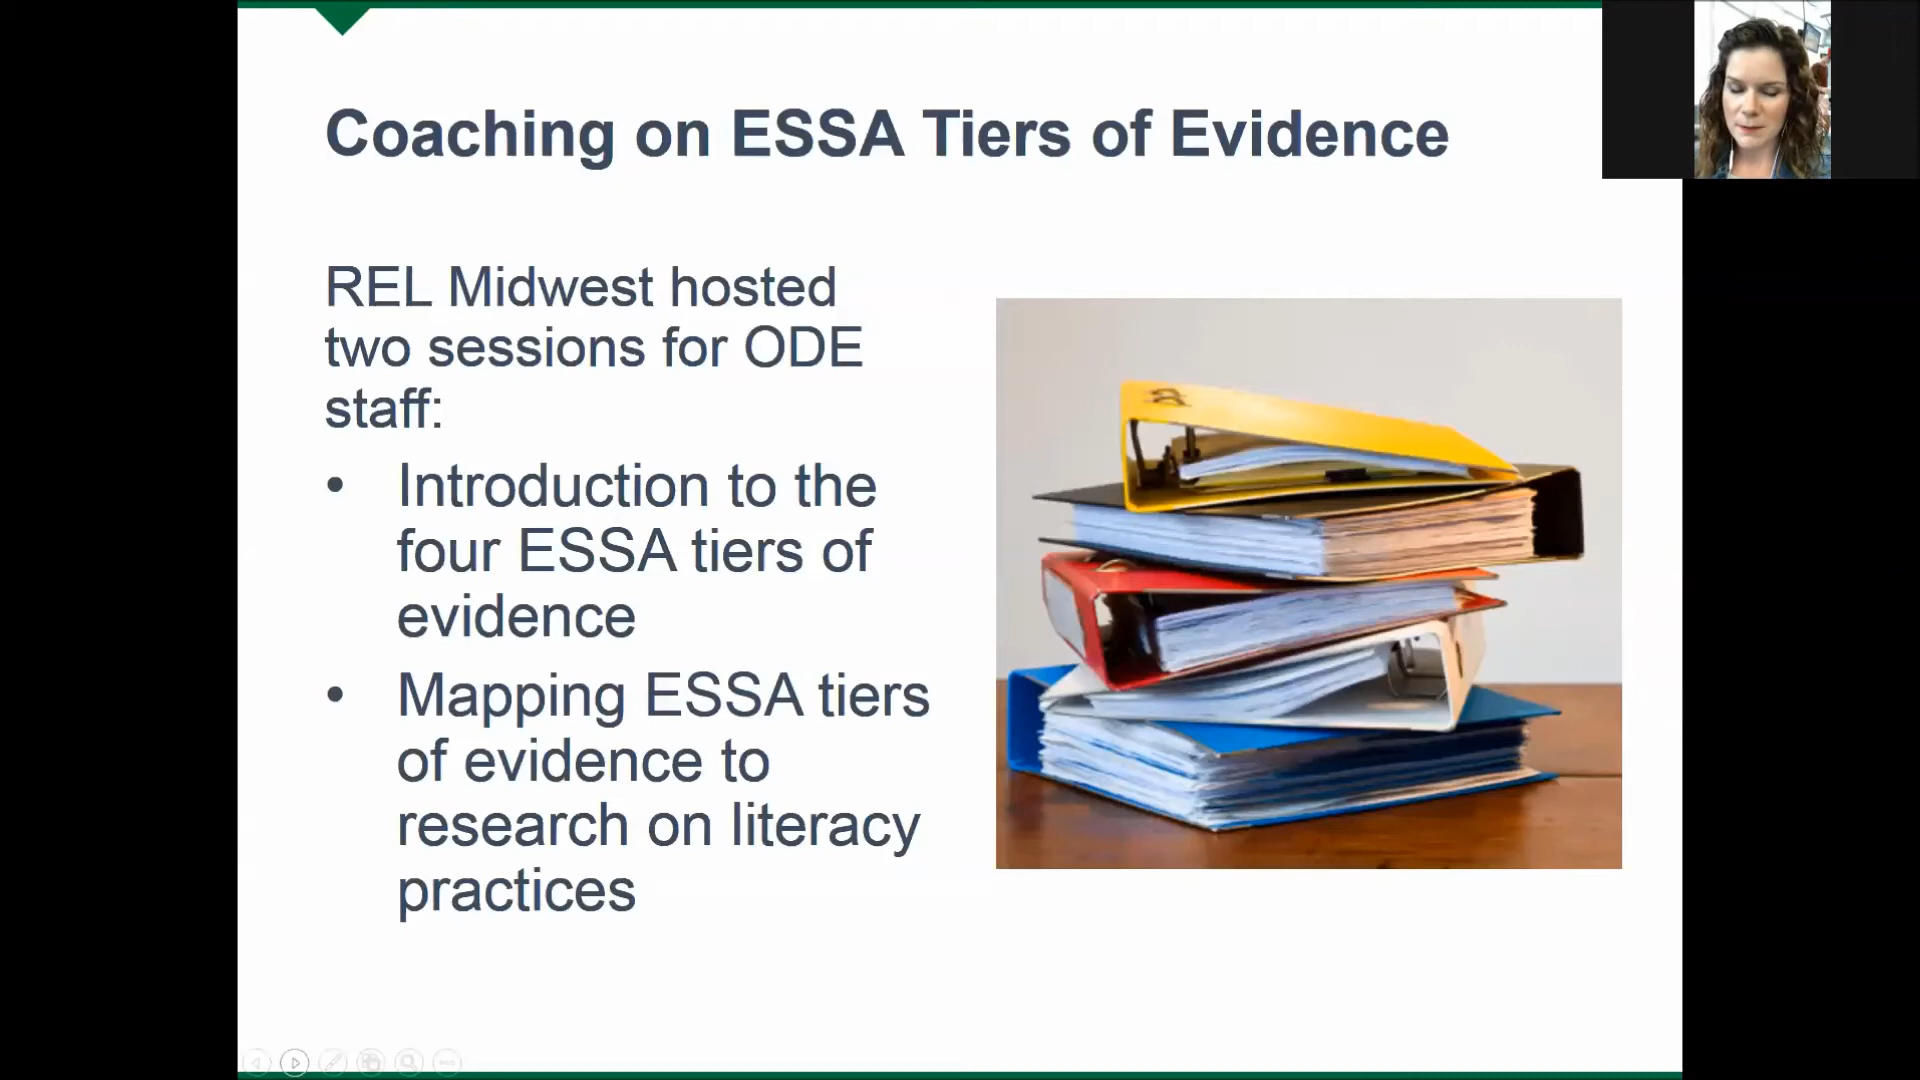 Coaching on ESSA Tiers of Evidence
REL Midwest hosted
two sessions for ODE
staff:
• Introduction to the
four ESSA tiers of
evidence
• Mapping ESSA tiers
of evidence to
research on literacy
practices